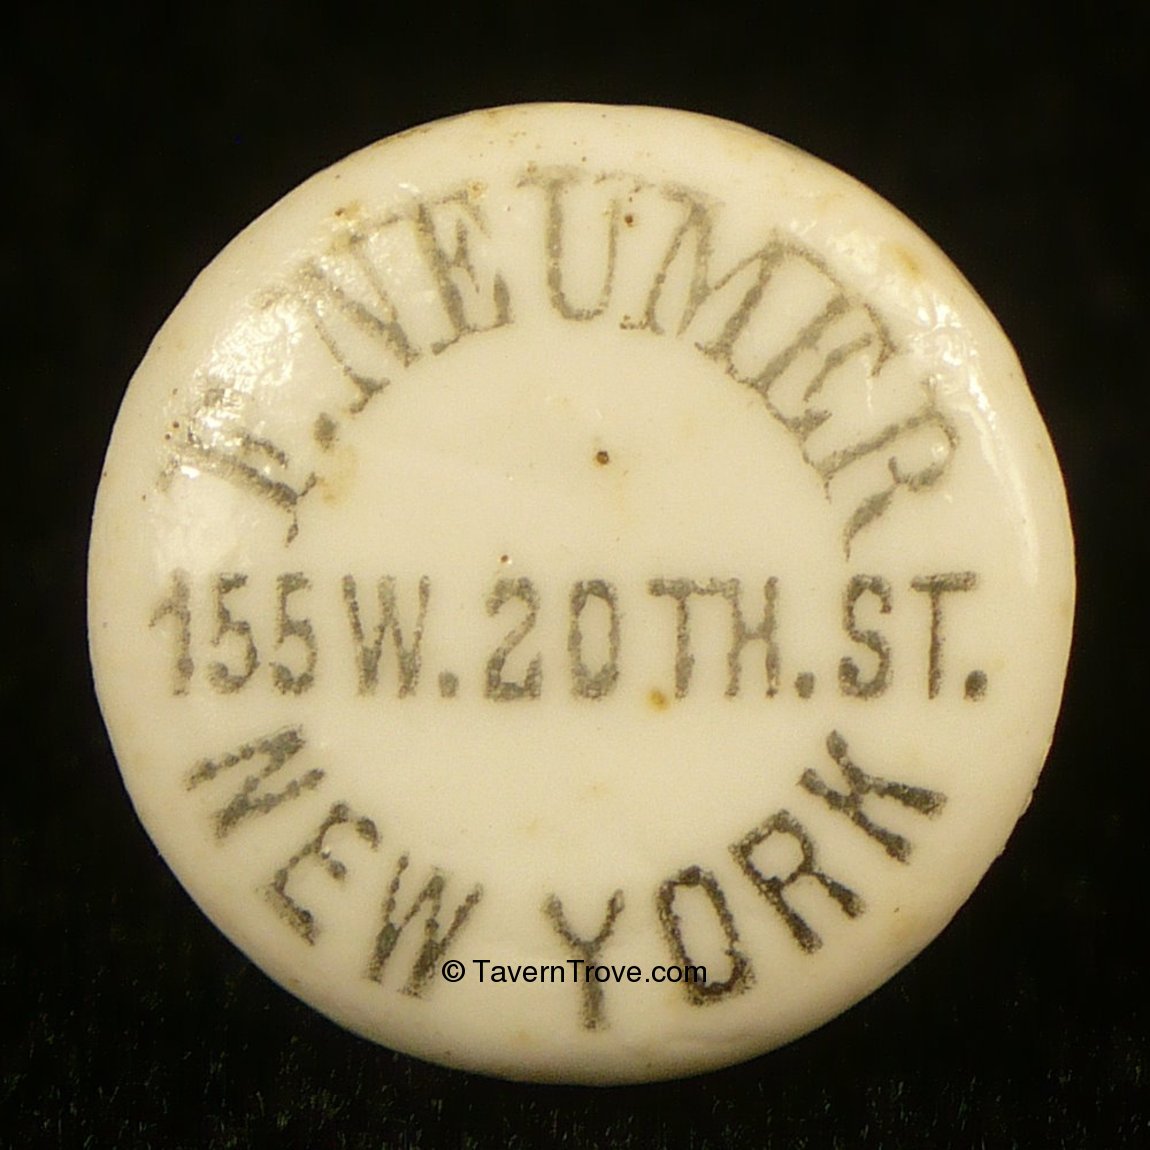 NEUMER
155 W. 20TH. ST.
NEW YORK
© TavernTrove.com